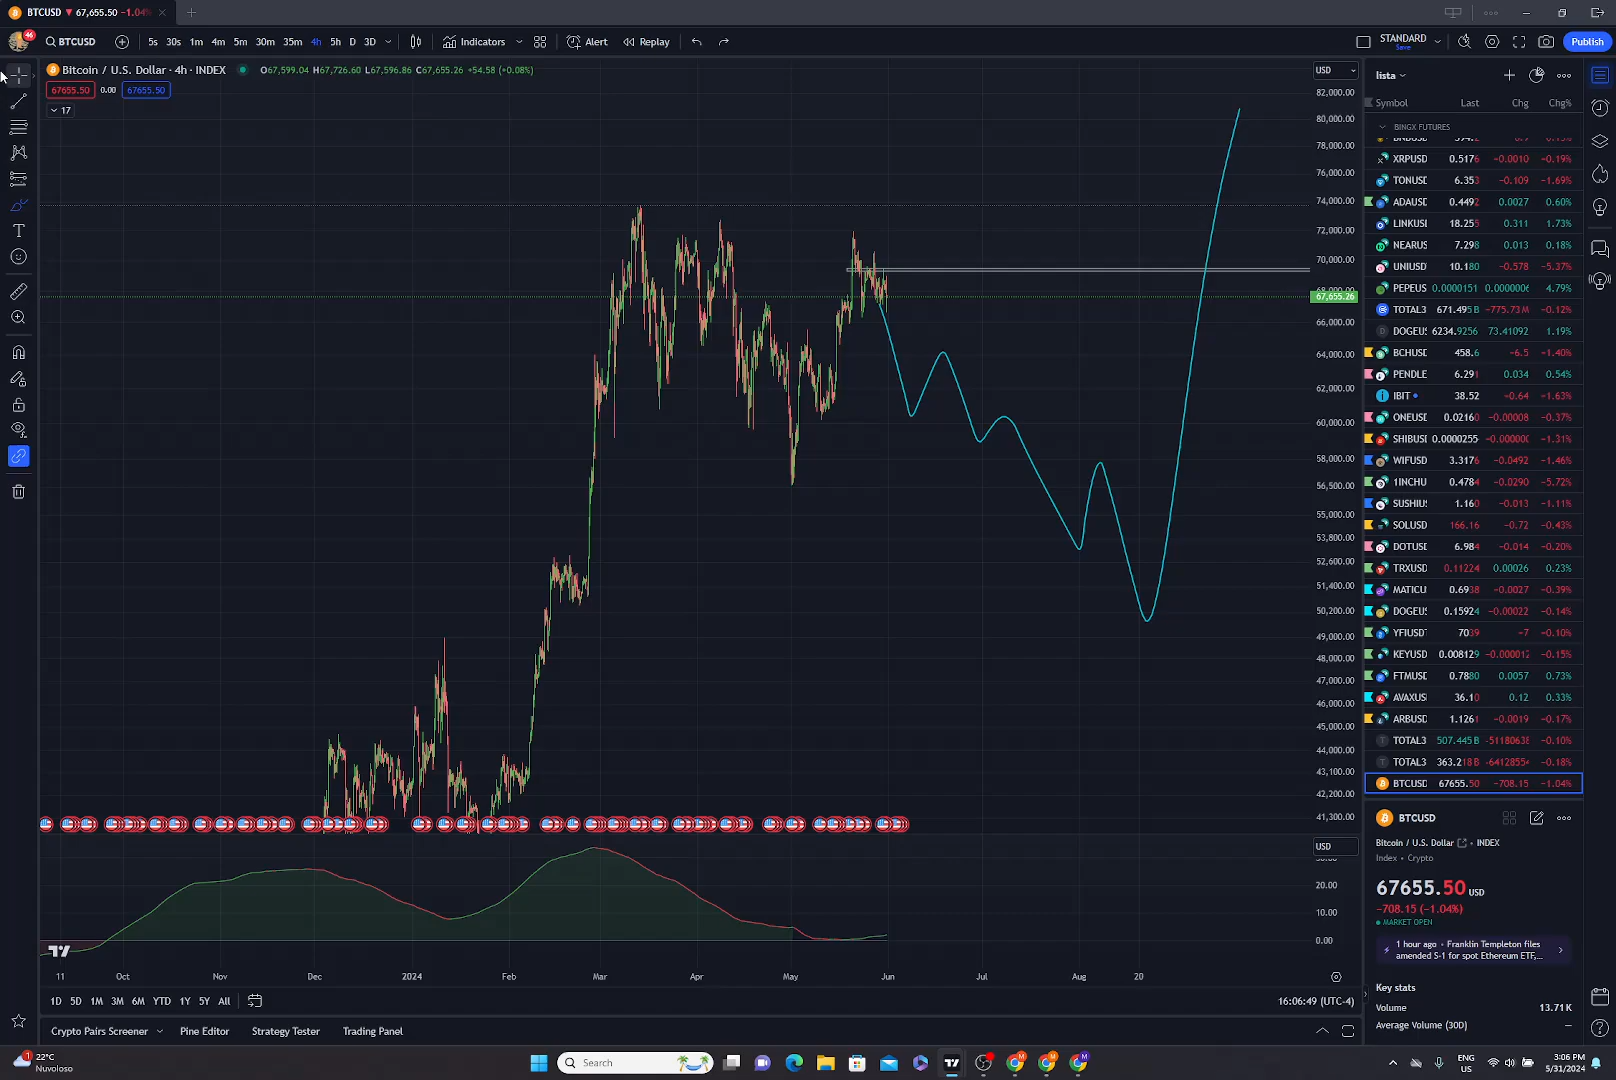 BTCUSD ▼ 67,655.50 −1.04%
46
BTCUSD 5s 30s 1m 4m 5m 30m 35m 4h 5h D 3D Indicators Alert Replay STANDARD Save Publish
Bitcoin / U.S. Dollar · 4h · INDEX O67,599.04 H67,726.60 L67,596.86 C67,655.26 +54.58 (+0.08%)
67655.50 0.00 67655.50
17
USD
82,000.00
80,000.00
78,000.00
76,000.00
74,000.00
72,000.00
70,000.00
67,655.26
66,000.00
64,000.00
62,000.00
60,000.00
58,000.00
56,500.00
55,000.00
53,800.00
52,600.00
51,400.00
50,200.00
49,000.00
48,000.00
47,000.00
46,000.00
45,000.00
44,000.00
43,100.00
42,200.00
41,300.00
USD
20.00
10.00
0.00
11 Oct Nov Dec 2024 Feb Mar Apr May Jun Jul Aug 20
1D 5D 1M 3M 6M YTD 1Y 5Y All
16:06:49 (UTC-4)
Crypto Pairs Screener Pine Editor Strategy Tester Trading Panel
lista
Symbol Last Chg Chg%
BINGX FUTURES
XRPUSD 0.5176 −0.0010 −0.19%
TONUSD 6.353 −0.109 −1.69%
ADAUSD 0.4492 0.0027 0.60%
LINKUSD 18.255 0.311 1.73%
NEARUS 7.298 0.013 0.18%
UNIUSD 10.180 −0.578 −5.37%
PEPEUS 0.0000151 0.0000006 4.79%
TOTAL3 671.495 B −775.73 M −0.12%
DOGEUS 6234.9256 73.41092 1.19%
BCHUSD 458.6 −6.5 −1.40%
PENDLE 6.291 0.034 0.54%
IBIT 38.52 −0.64 −1.63%
ONEUSD 0.02160 −0.00008 −0.37%
SHIBUSD 0.0000255 −0.000000 −1.31%
WIFUSD 3.3176 −0.0492 −1.46%
1INCHU 0.4784 −0.0290 −5.72%
SUSHIUS 1.160 −0.013 −1.11%
SOLUSD 166.16 −0.72 −0.43%
DOTUSD 6.984 −0.014 −0.20%
TRXUSD 0.11224 0.00026 0.23%
MATICU 0.6938 −0.0027 −0.39%
DOGEUS 0.15924 −0.00022 −0.14%
YFIUSDT 7039 −7 −0.10%
KEYUSD 0.008129 −0.000012 −0.15%
FTMUSD 0.7880 0.0057 0.73%
AVAXUS 36.10 0.12 0.33%
ARBUSD 1.1261 −0.0019 −0.17%
TOTAL3 507.445 B −5118063 −0.10%
TOTAL3 363.218 B −6412855 −0.18%
BTCUSD 67655.50 −708.15 −1.04%
BTCUSD
Bitcoin / U.S. Dollar • INDEX
Index • Crypto
67655.50 USD
−708.15 (−1.04%)
MARKET OPEN
1 hour ago • Franklin Templeton files
amended S-1 for spot Ethereum ETF,...
Key stats
Volume 13.71K
Average Volume (30D) –
1
22°C
Nuvoloso
Search
ENG
US
3:06 PM
5/31/2024